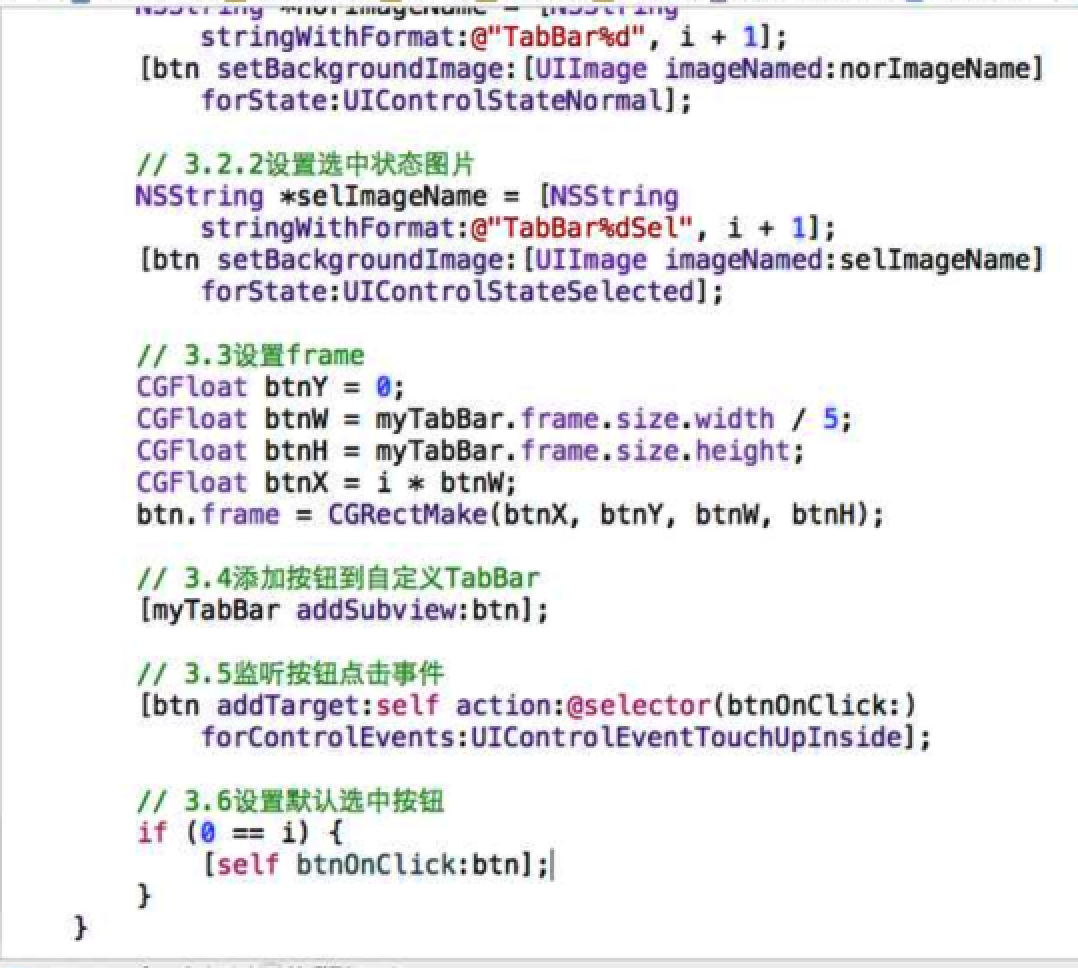 NSString *norImageName = [NSString
stringWithFormat:@"TabBar%d", i + 1];
[btn setBackgroundImage:[UIImage imageNamed:norImageName]
forState:UIControlStateNormal];
// 3.2.2设置选中状态图片
NSString *selImageName = [NSString
stringWithFormat:@"TabBar%dSel", i + 1];
[btn setBackgroundImage:[UIImage imageNamed:selImageName]
forState:UIControlStateSelected];
// 3.3设置frame
CGFloat btnY = 0;
CGFloat btnW = myTabBar.frame.size.width / 5;
CGFloat btnH = myTabBar.frame.size.height;
CGFloat btnX = i * btnW;
btn.frame = CGRectMake(btnX, btnY, btnW, btnH);
// 3.4添加按钮到自定义TabBar
[myTabBar addSubview:btn];
// 3.5监听按钮点击事件
[btn addTarget:self action:@selector(btnOnClick:)
forControlEvents:UIControlEventTouchUpInside];
// 3.6设置默认选中按钮
if (0 == i) {
[self btnOnClick:btn];
}
}